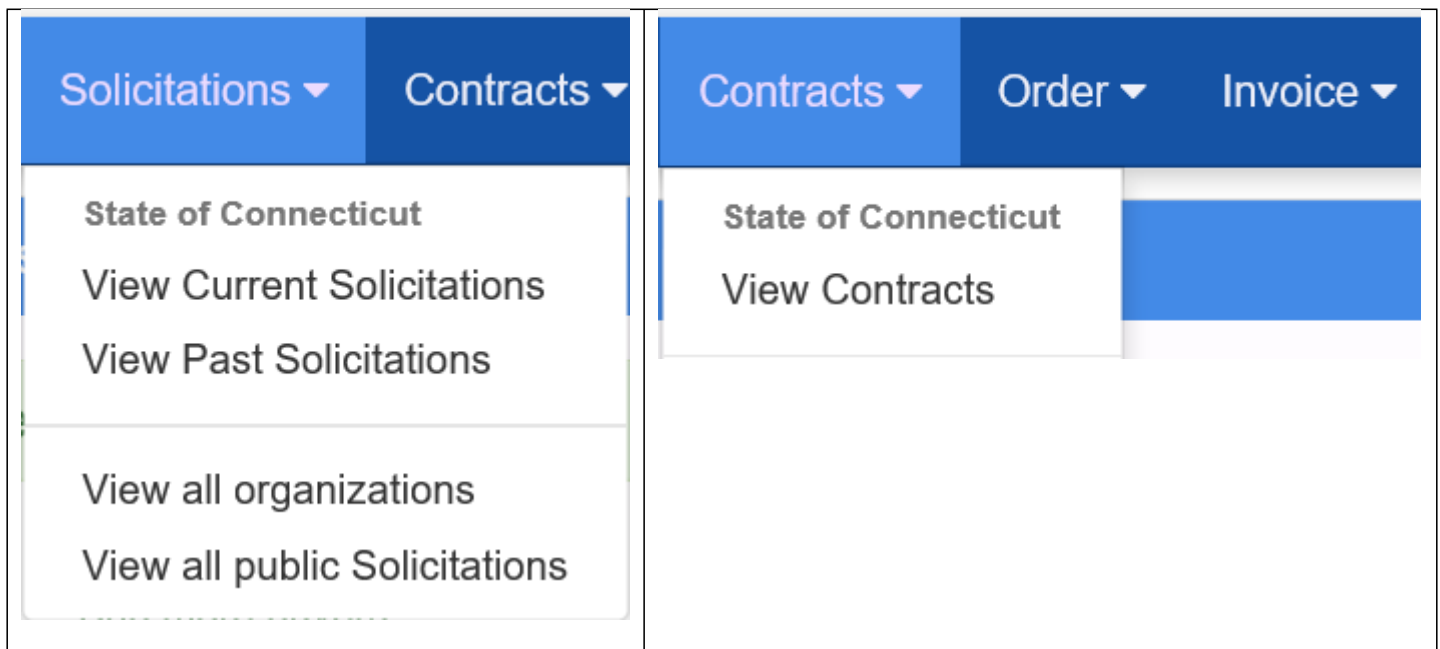 Solicitations Contracts
State of Connecticut
View Current Solicitations
View Past Solicitations
View all organizations
View all public Solicitations
Contracts Order Invoice
State of Connecticut
View Contracts